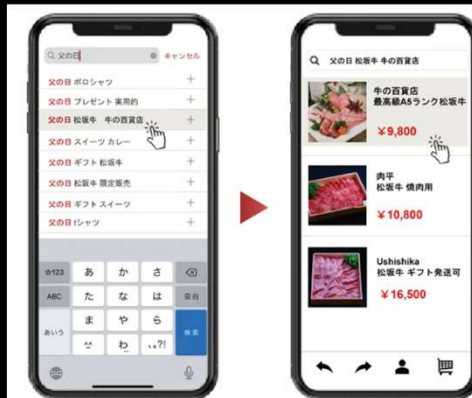 父の日
キャンセル
父の日 ポロシャツ
父の日 プレゼント 実用的
父の日 松坂牛 牛の百貨店
父の日 スイーツ カレー
父の日 ギフト 松坂牛
父の日 松阪牛 限定販売
父の日 ギフト スイーツ
父の日 tシャツ
☆123 あ か さ
ABC た な は 空白
あいう ま や ら 検索
^^ わ 、。?!
父の日 松坂牛 牛の百貨店
牛の百貨店
最高級A5ランク松坂牛
¥9,800
肉平
松坂牛 焼肉用
¥10,800
Ushishika
松坂牛 ギフト発送可
¥16,500